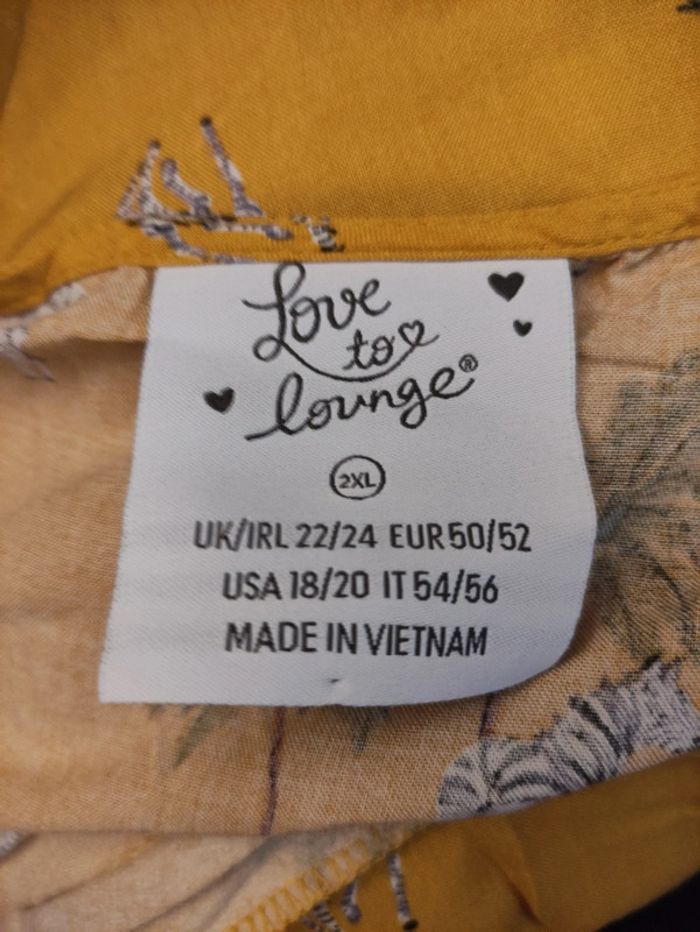 Love
to
lounge®
2XL
UK/IRL 22/24 EUR 50/52
USA 18/20 IT 54/56
MADE IN VIETNAM